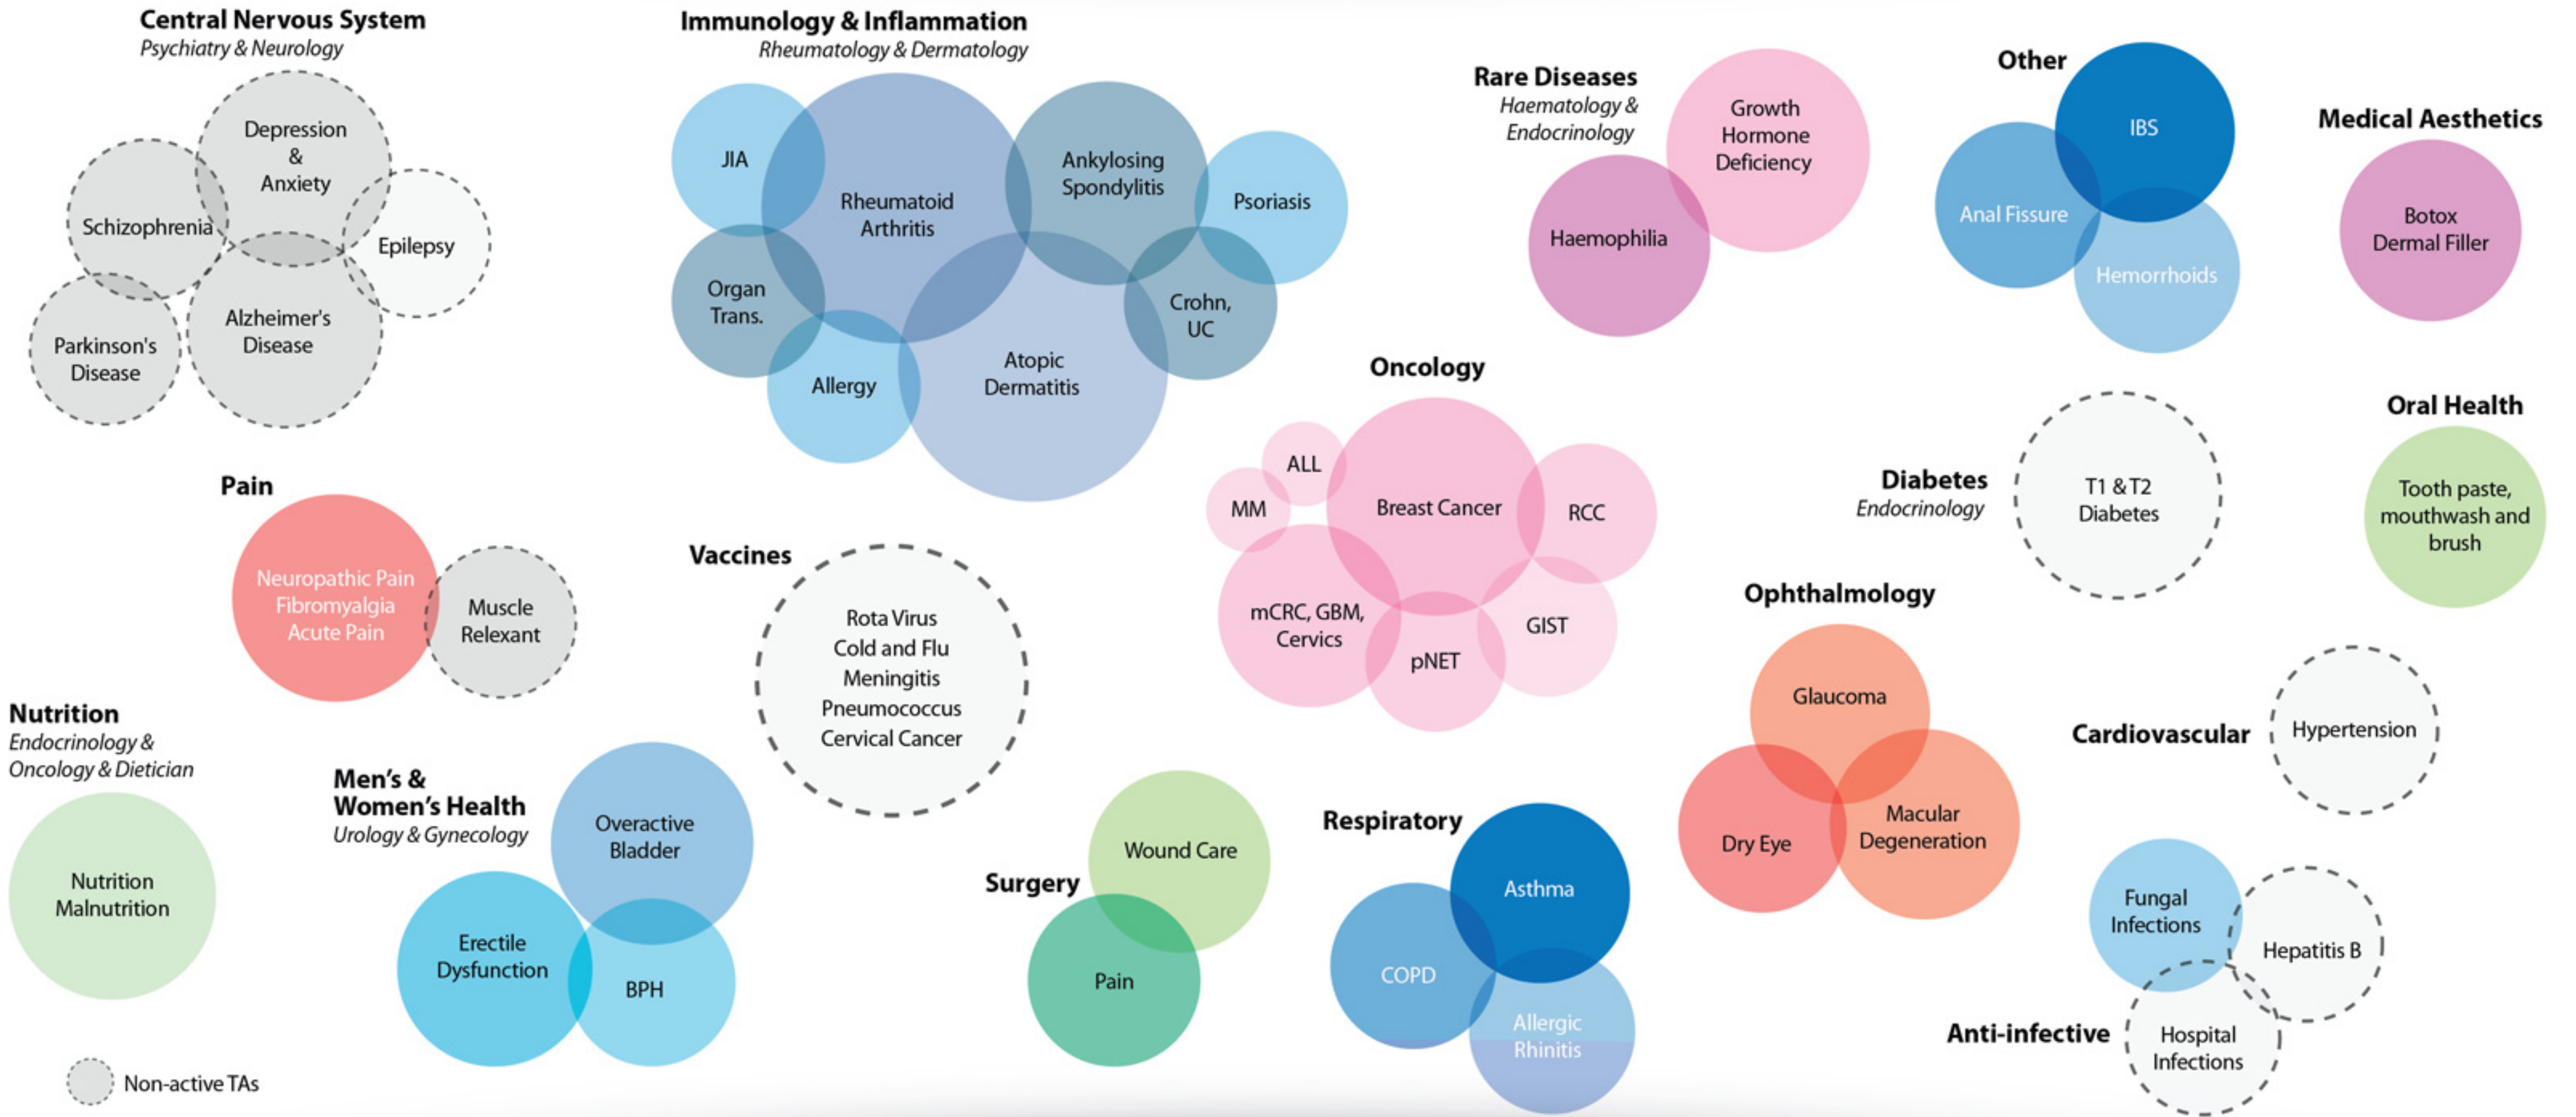 Central Nervous System
Psychiatry & Neurology
Depression
&
Anxiety
Schizophrenia
Epilepsy
Alzheimer's
Disease
Parkinson's
Disease
Immunology & Inflammation
Rheumatology & Dermatology
JIA
Rheumatoid
Arthritis
Ankylosing
Spondylitis
Psoriasis
Organ
Trans.
Crohn,
UC
Allergy
Atopic
Dermatitis
Rare Diseases
Haematology &
Endocrinology
Growth
Hormone
Deficiency
Haemophilia
Other
IBS
Anal Fissure
Hemorrhoids
Medical Aesthetics
Botox
Dermal Filler
Oncology
ALL
MM
Breast Cancer
RCC
mCRC, GBM,
Cervics
pNET
GIST
Diabetes
Endocrinology
T1 & T2
Diabetes
Oral Health
Tooth paste,
mouthwash and
brush
Pain
Neuropathic Pain
Fibromyalgia
Acute Pain
Muscle
Relexant
Vaccines
Rota Virus
Cold and Flu
Meningitis
Pneumococcus
Cervical Cancer
Ophthalmology
Glaucoma
Dry Eye
Macular
Degeneration
Cardiovascular
Hypertension
Nutrition
Endocrinology &
Oncology & Dietician
Nutrition
Malnutrition
Men’s &
Women’s Health
Urology & Gynecology
Overactive
Bladder
Erectile
Dysfunction
BPH
Surgery
Wound Care
Pain
Respiratory
Asthma
COPD
Allergic
Rhinitis
Anti-infective
Fungal
Infections
Hepatitis B
Hospital
Infections
Non-active TAs